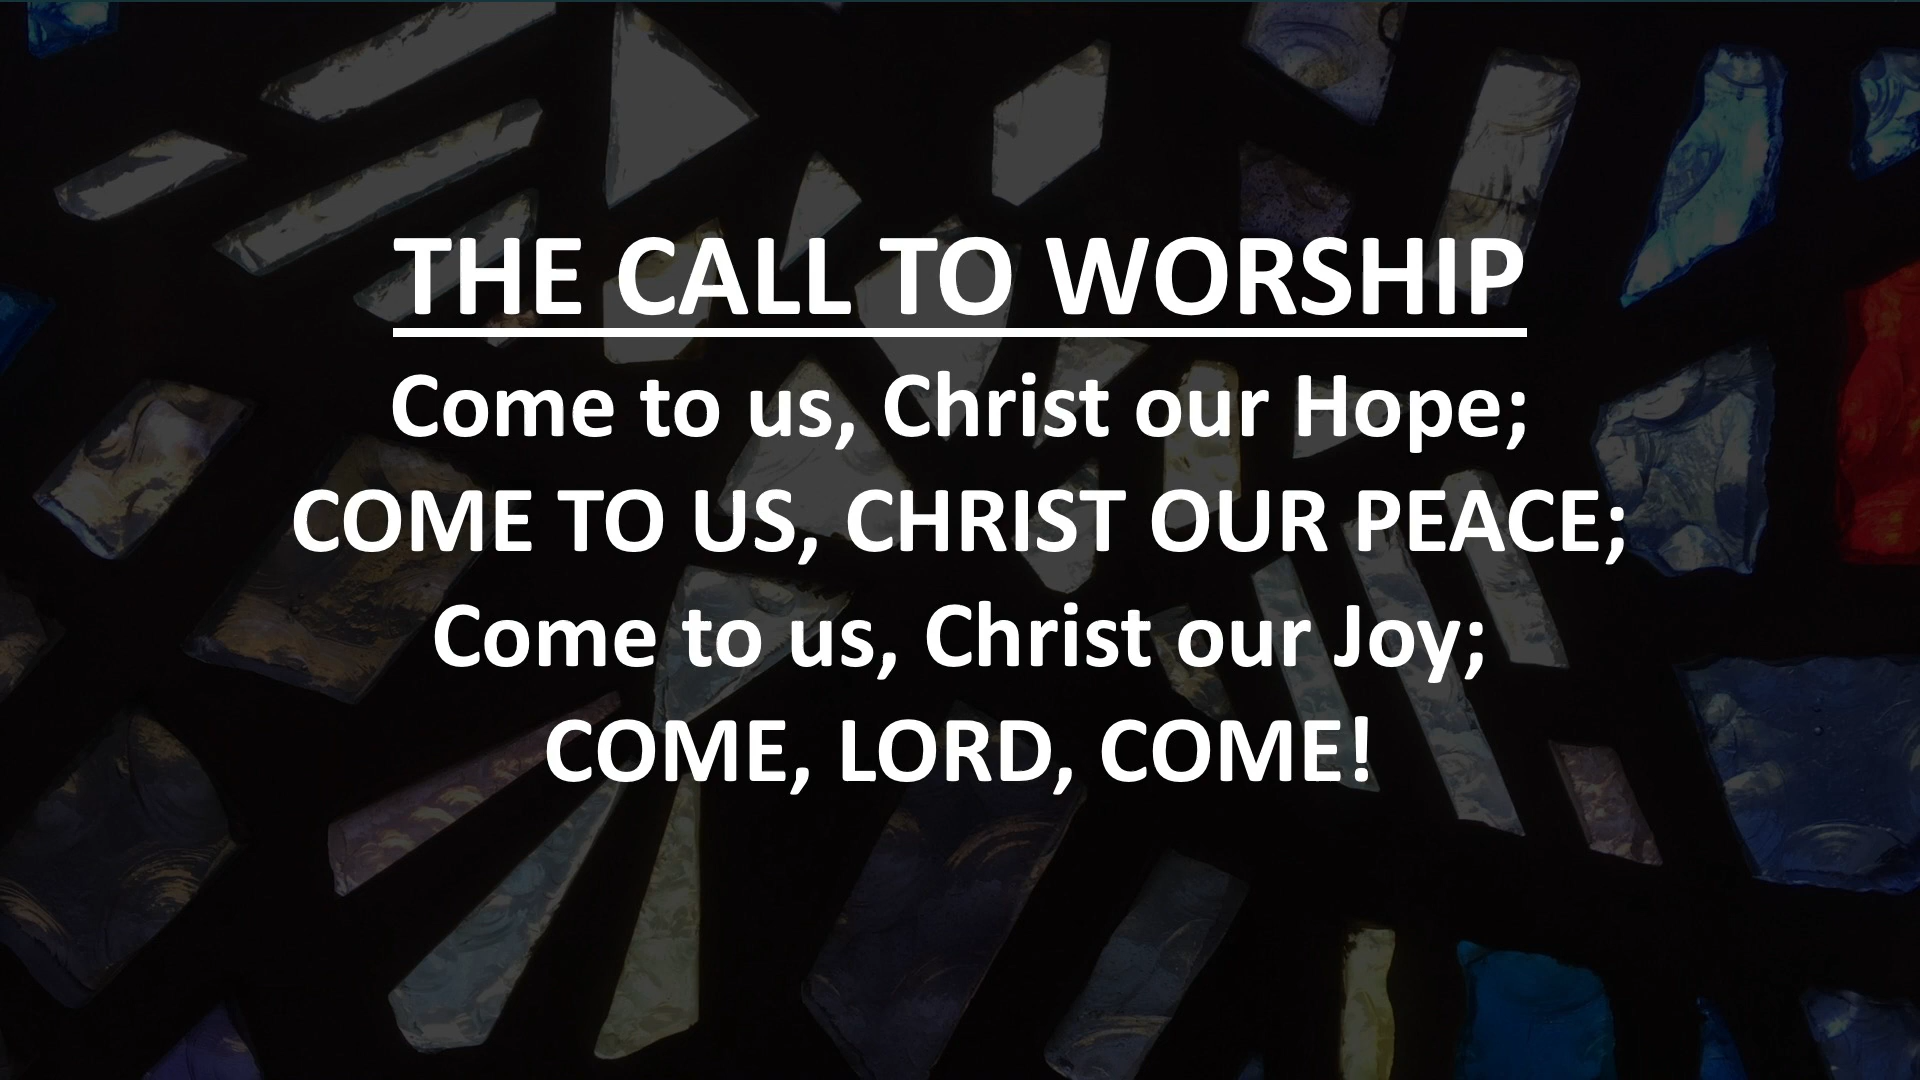 THE CALL TO WORSHIP
Come to us, Christ our Hope;
COME TO US, CHRIST OUR PEACE;
Come to us, Christ our Joy;
COME, LORD, COME!